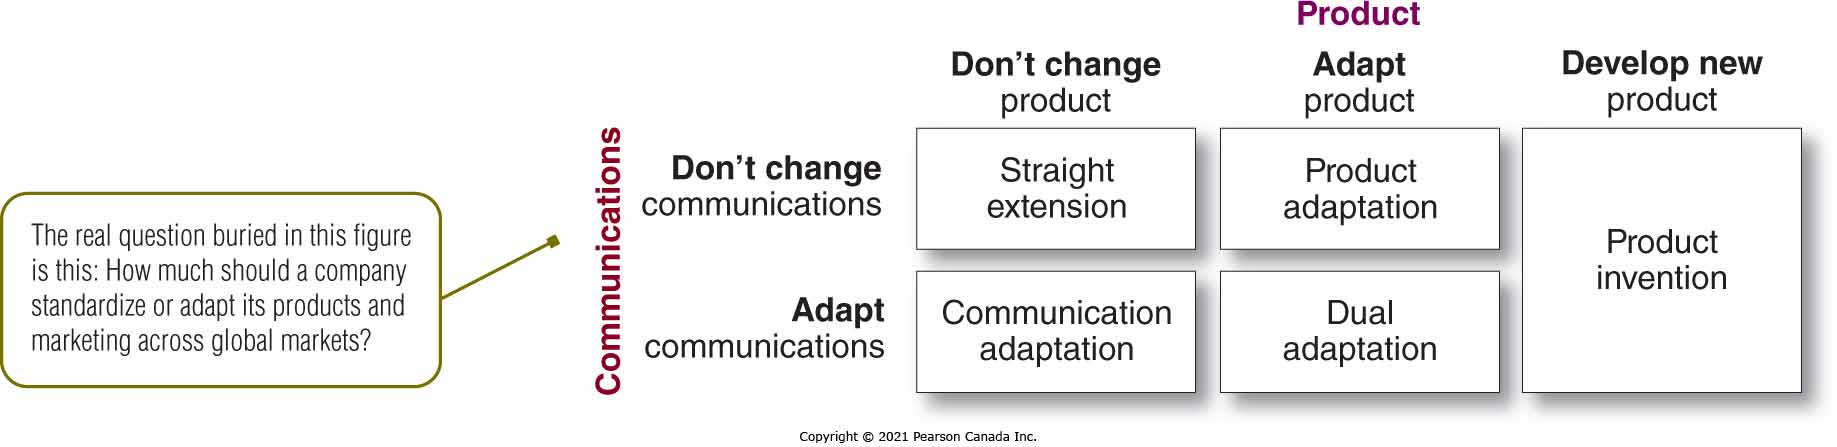 Product
Don't change
product
Adapt
product
Develop new
product
Communications
Don't change
communications
Straight
extension
Product
adaptation
Product
invention
Adapt
communications
Communication
adaptation
Dual
adaptation
The real question buried in this figure
is this: How much should a company
standardize or adapt its products and
marketing across global markets?
Copyright © 2021 Pearson Canada Inc.